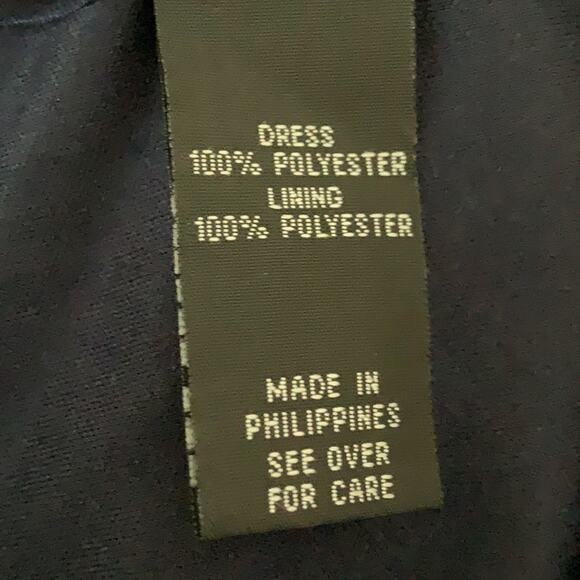 DRESS
100% POLYESTER
LINING
100% POLYESTER
MADE IN
PHILIPPINES
SEE OVER
FOR CARE